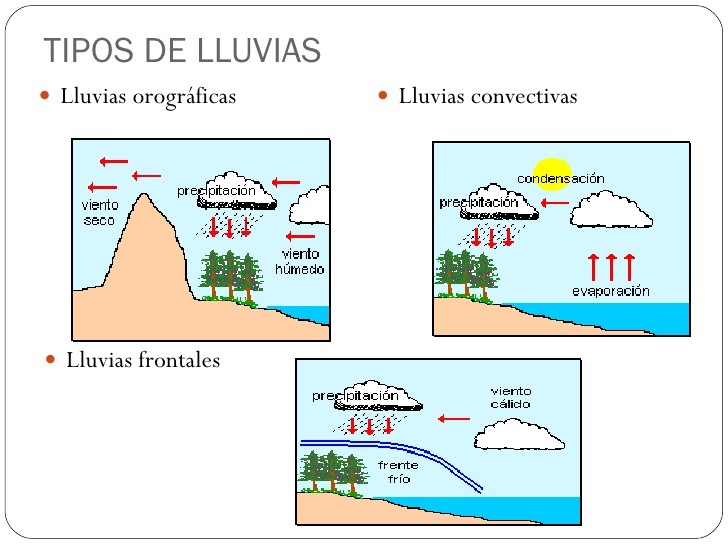 TIPOS DE LLUVIAS
• Lluvias orográficas
• Lluvias convectivas
precipitación
viento
seco
viento
húmedo
condensación
precipitación
evaporación
• Lluvias frontales
precipitación
viento
cálido
frente
frío